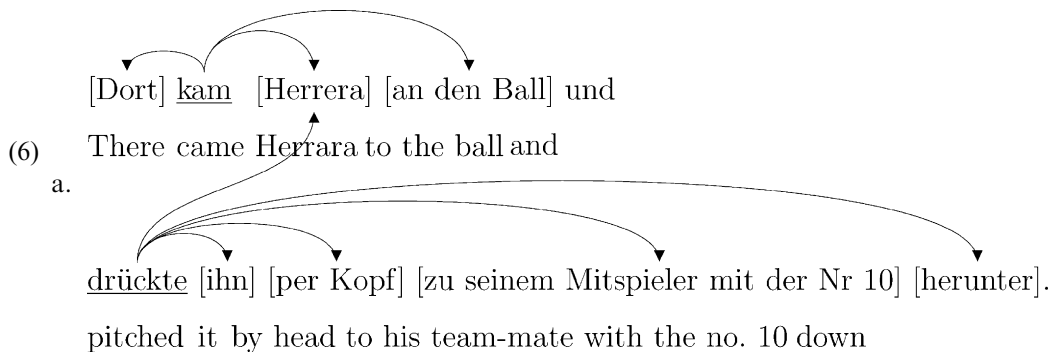 [Dort] kam [Herrera] [an den Ball] und
(6) There came Herrara to the ball and
a.
drückte [ihn] [per Kopf] [zu seinem Mitspieler mit der Nr 10] [herunter].
pitched it by head to his team-mate with the no. 10 down